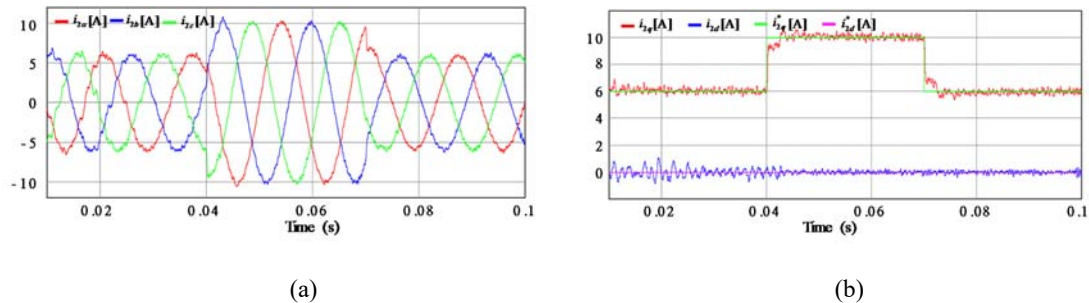 i2a[A] i2b[A] i2c[A]
10
5
0
-5
-10
0.02 0.04 0.06 0.08 0.1
Time (s)
(a)
i2q[A] i2d[A] i*2q[A] i*2d[A]
10
8
6
4
2
0
0.02 0.04 0.06 0.08 0.1
Time (s)
(b)